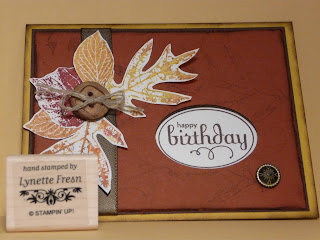 happy
birthday
hand stamped by
Lynette Fresn
© STAMPIN' UP!